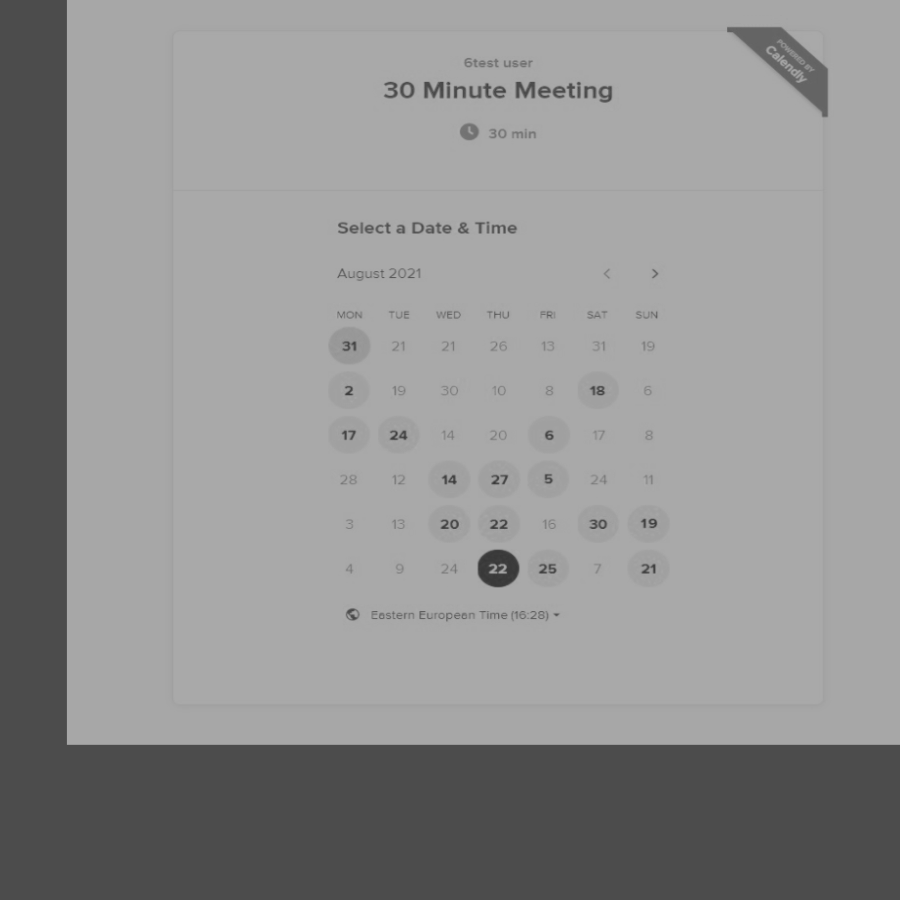 POWERED BY
Calendly
6test user
30 Minute Meeting
30 min
Select a Date & Time
August 2021
MON TUE WED THU FRI SAT SUN
31 21 21 26 13 31 19
2 19 30 10 8 18 6
17 24 14 20 6 17 8
28 12 14 27 5 24 11
3 13 20 22 16 30 19
4 9 24 22 25 7 21
Eastern European Time (16:28)